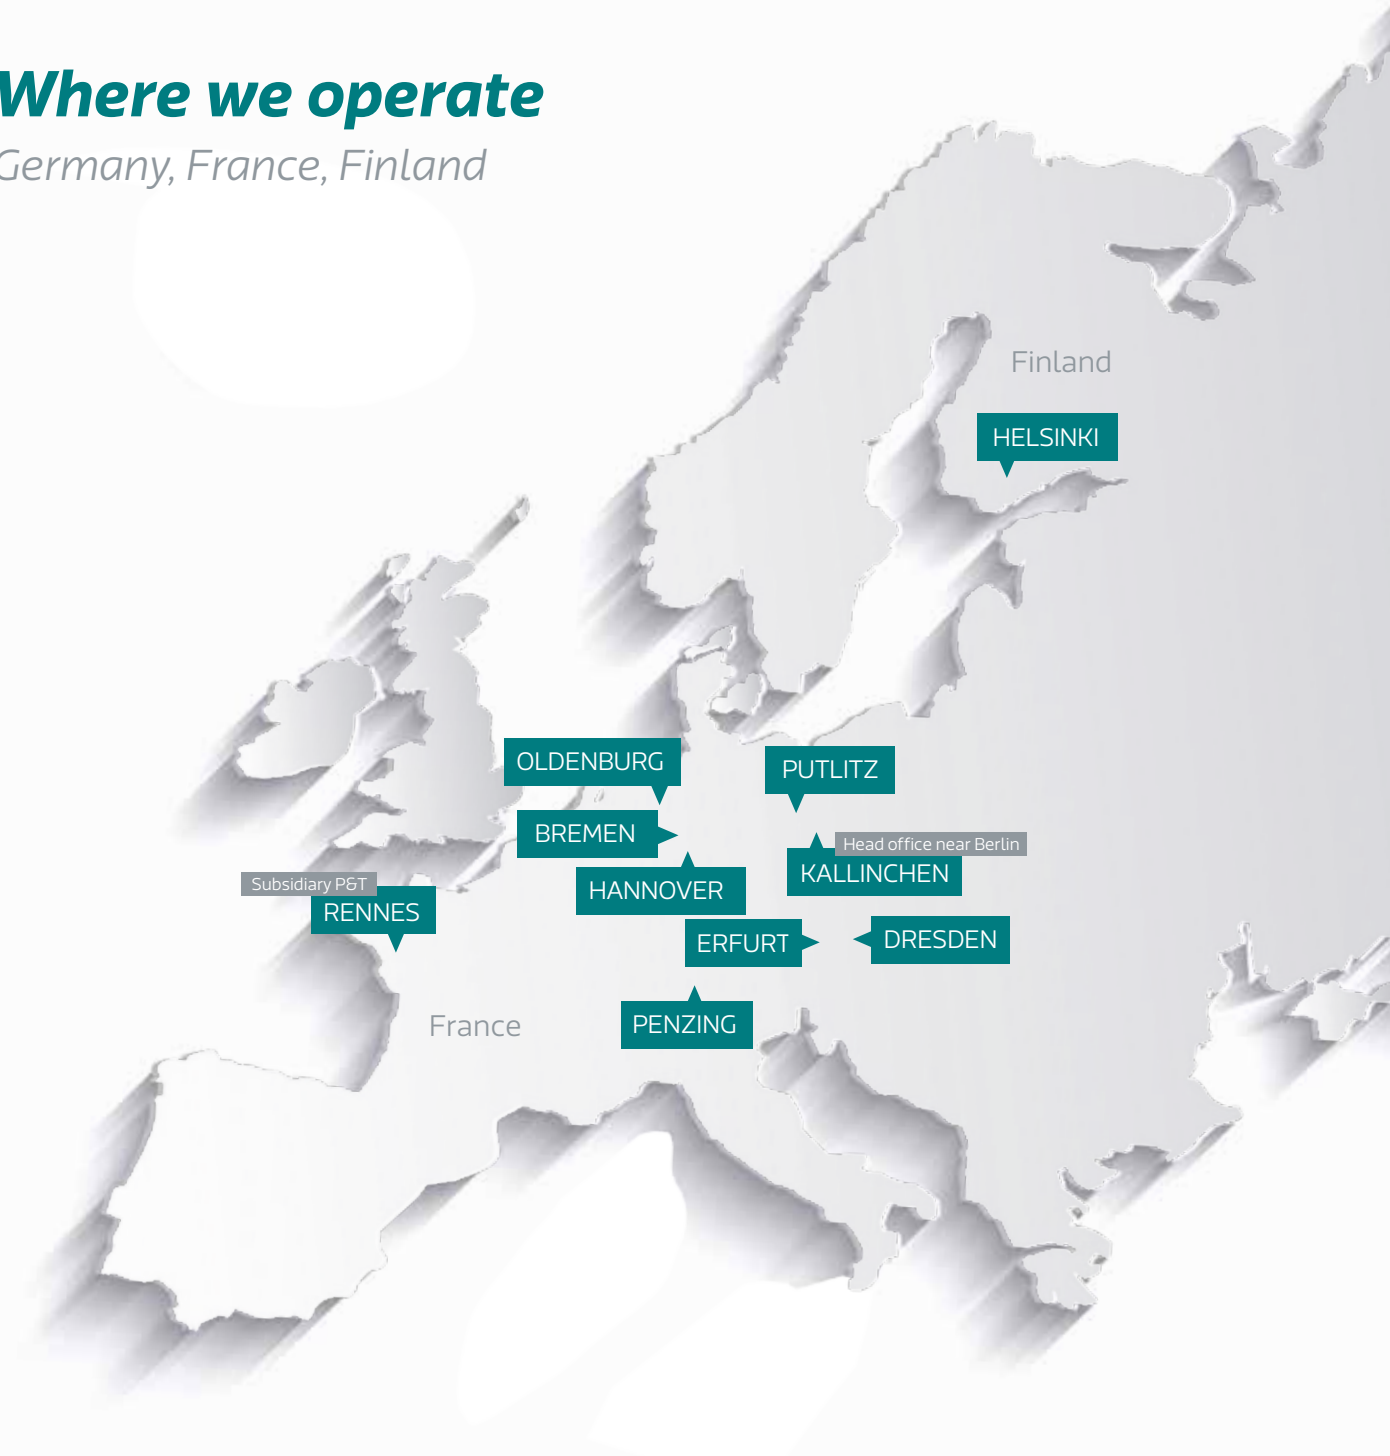 Where we operate
Germany, France, Finland
Finland
HELSINKI
OLDENBURG
PUTLITZ
BREMEN
Head office near Berlin
KALLINCHEN
HANNOVER
Subsidiary P&T
RENNES
ERFURT
DRESDEN
France
PENZING